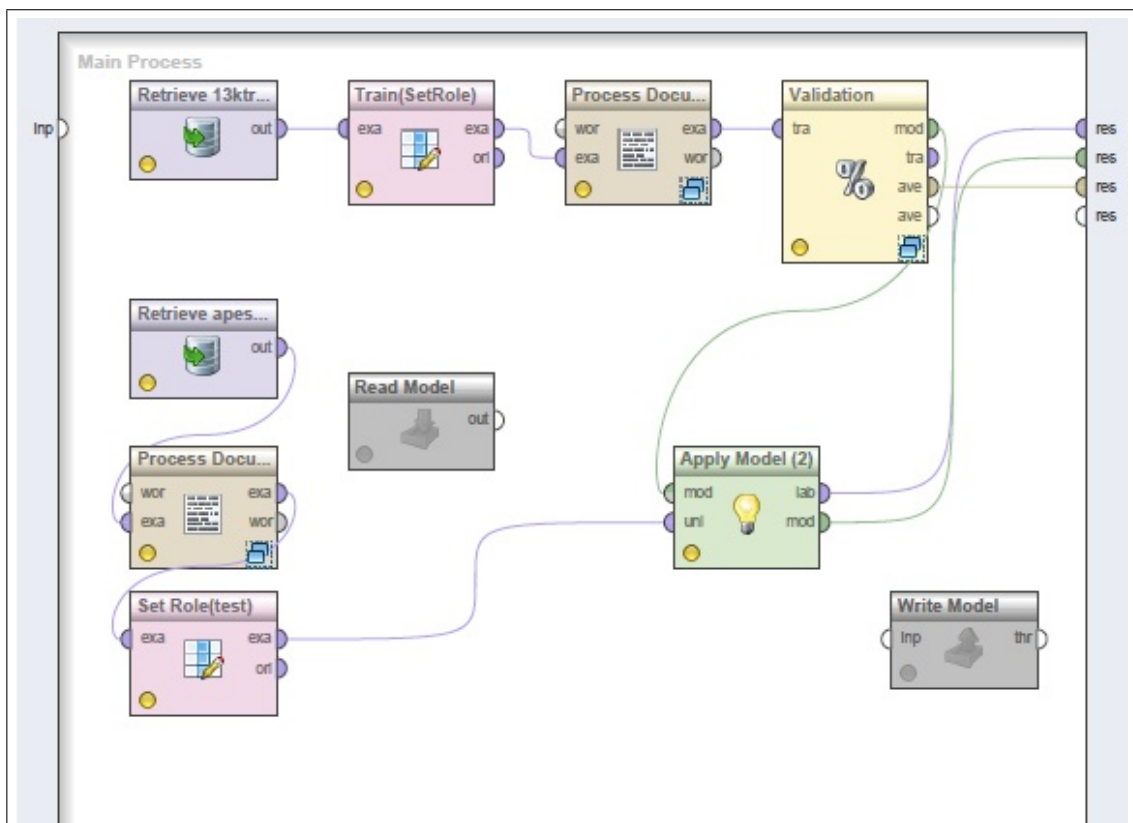 Main Process
Retrieve 13ktr...
out
Train(SetRole)
exa
exa
ori
Process Docu...
wor
exa
exa
wor
Validation
tra
mod
tra
ave
ave
%
Inp
res
res
res
res
Retrieve apes...
out
Read Model
out
Process Docu...
wor
exa
exa
wor
Apply Model (2)
mod
lab
unl
mod
Set Role(test)
exa
exa
ori
Write Model
Inp
thr